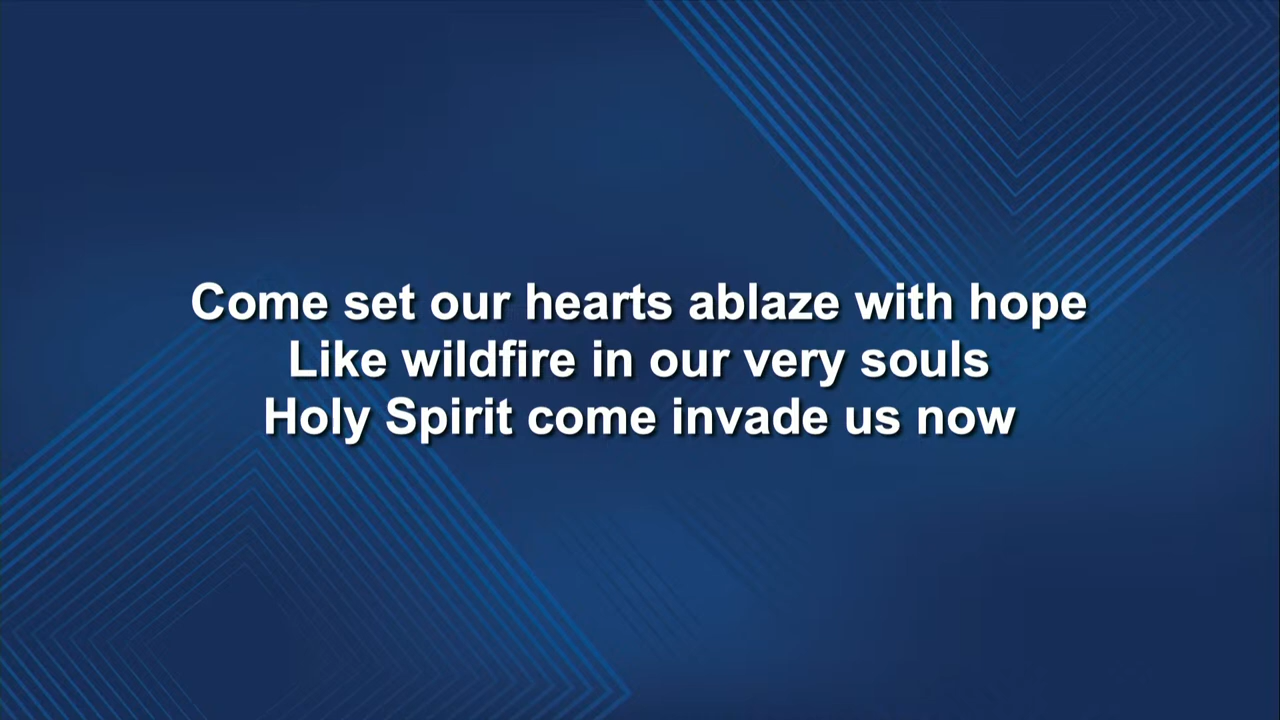 Come set our hearts ablaze with hope
Like wildfire in our very souls
Holy Spirit come invade us now